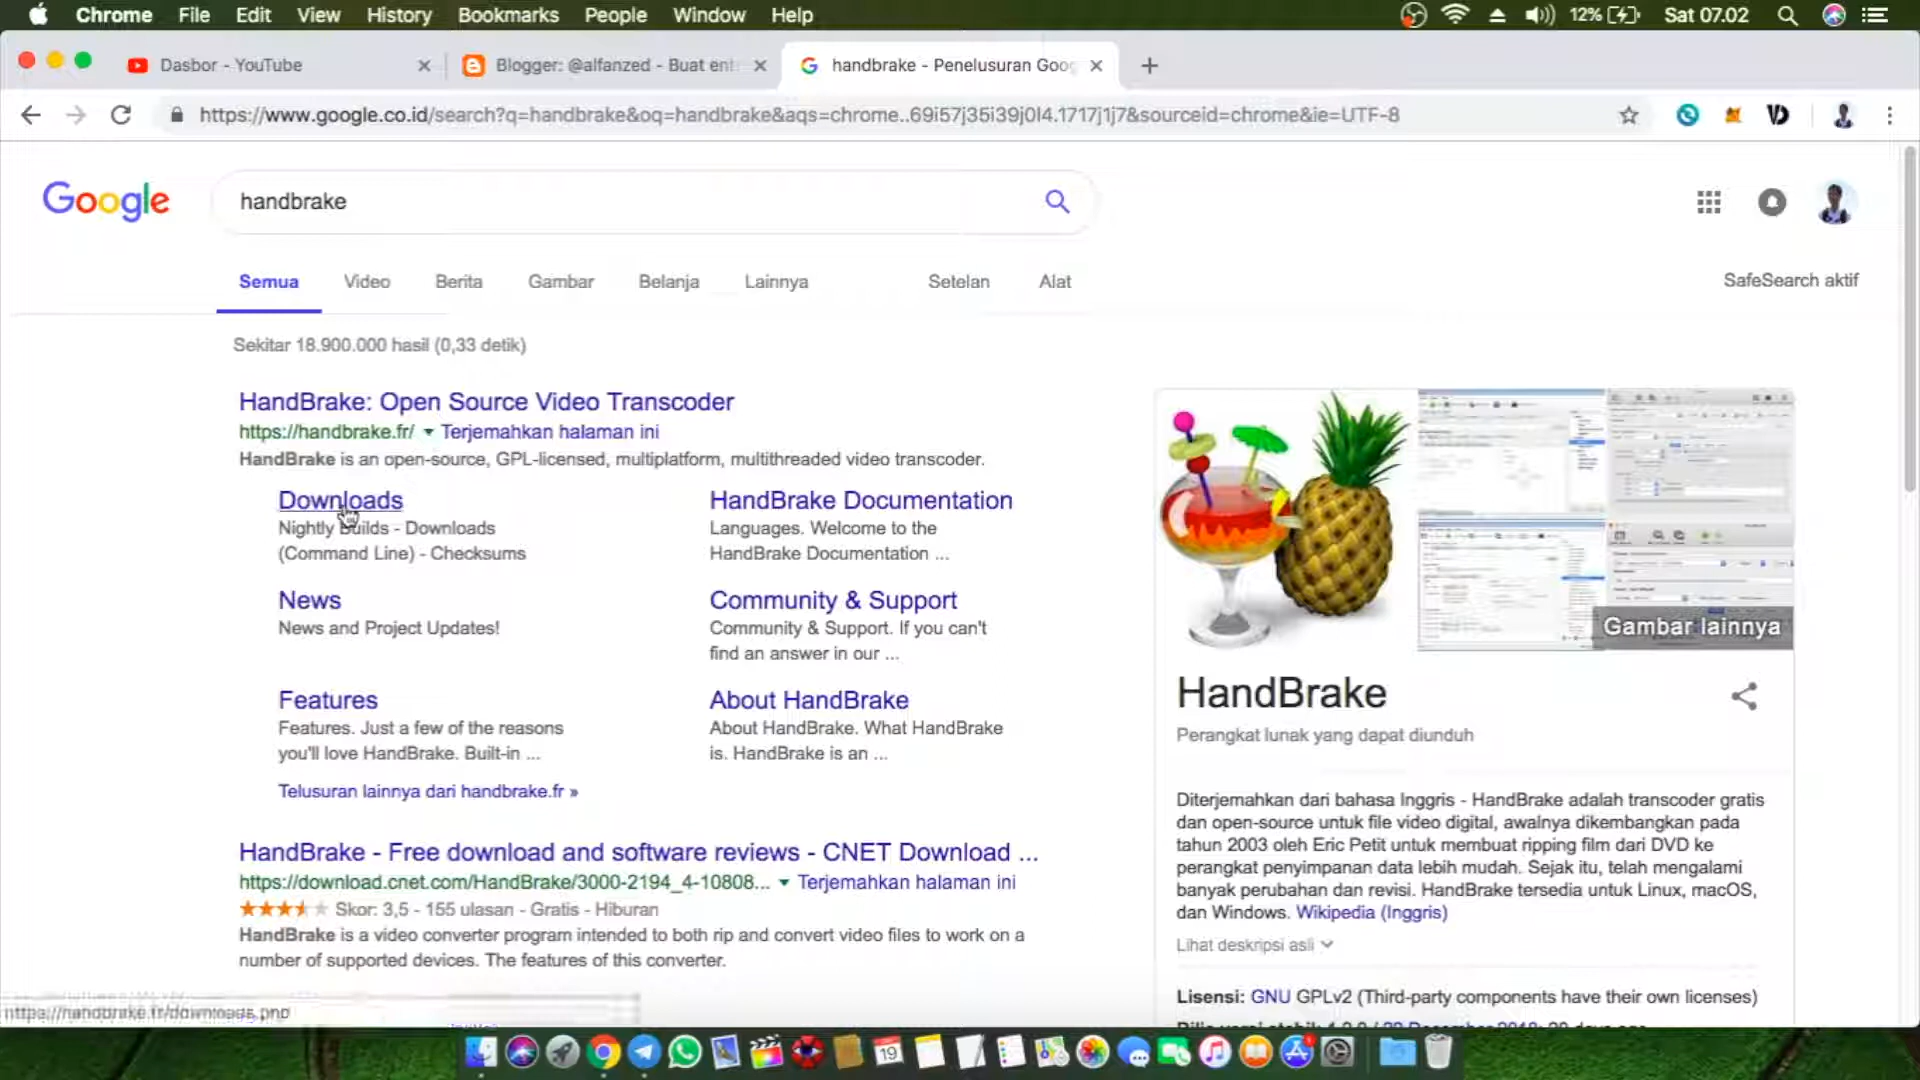 Chrome File Edit View History Bookmarks People Window Help 12% Sat 07.02
Dasbor - YouTube
Blogger: @alfanzed - Buat ent
handbrake - Penelusuran Goog
https://www.google.co.id/search?q=handbrake&oq=handbrake&aqs=chrome..69i57j35i39j0l4.1717j1j7&sourceid=chrome&ie=UTF-8
Google
handbrake
Semua Video Berita Gambar Belanja Lainnya Setelan Alat
SafeSearch aktif
Sekitar 18.900.000 hasil (0,33 detik)
HandBrake: Open Source Video Transcoder
https://handbrake.fr/ Terjemahkan halaman ini
HandBrake is an open-source, GPL-licensed, multiplatform, multithreaded video transcoder.
Downloads
Nightly Builds - Downloads
(Command Line) - Checksums
HandBrake Documentation
Languages. Welcome to the
HandBrake Documentation ...
News
News and Project Updates!
Community & Support
Community & Support. If you can't
find an answer in our ...
Features
Features. Just a few of the reasons
you'll love HandBrake. Built-in ...
About HandBrake
About HandBrake. What HandBrake
is. HandBrake is an ...
Telusuran lainnya dari handbrake.fr »
HandBrake - Free download and software reviews - CNET Download ...
https://download.cnet.com/HandBrake/3000-2194_4-10808... Terjemahkan halaman ini
Skor: 3,5 - 155 ulasan - Gratis - Hiburan
HandBrake is a video converter program intended to both rip and convert video files to work on a
number of supported devices. The features of this converter.
https://handbrake.fr/downloads.php
Gambar lainnya
HandBrake
Perangkat lunak yang dapat diunduh
Diterjemahkan dari bahasa Inggris - HandBrake adalah transcoder gratis
dan open-source untuk file video digital, awalnya dikembangkan pada
tahun 2003 oleh Eric Petit untuk membuat ripping film dari DVD ke
perangkat penyimpanan data lebih mudah. Sejak itu, telah mengalami
banyak perubahan dan revisi. HandBrake tersedia untuk Linux, macOS,
dan Windows. Wikipedia (Inggris)
Lihat deskripsi asli
Lisensi: GNU GPLv2 (Third-party components have their own licenses)
19